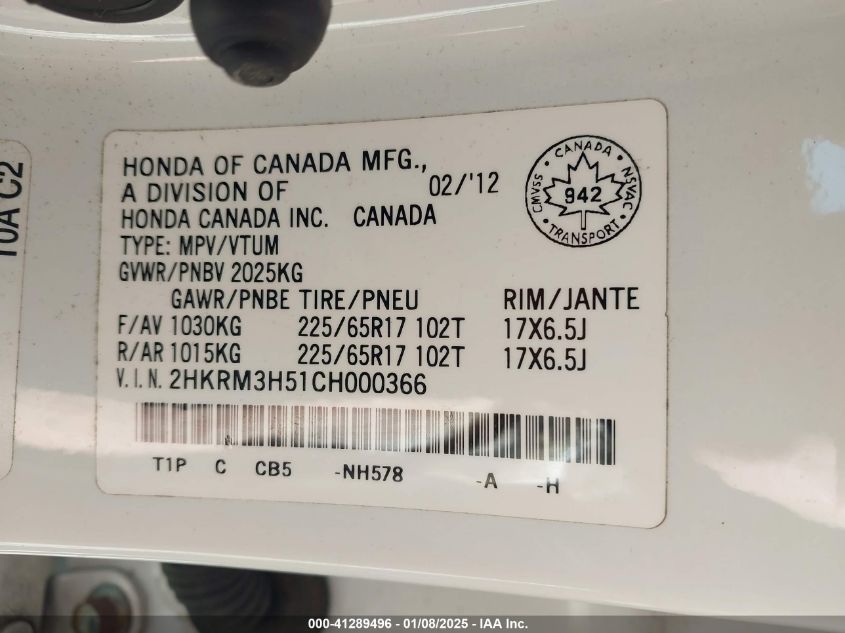 10A C2
HONDA OF CANADA MFG.,
A DIVISION OF 02/'12
HONDA CANADA INC. CANADA
TYPE: MPV/VTUM
GVWR/PNBV 2025KG
GAWR/PNBE TIRE/PNEU RIM/JANTE
F/AV 1030KG 225/65R17 102T 17X6.5J
R/AR 1015KG 225/65R17 102T 17X6.5J
V.I.N. 2HKRM3H51CH000366
T1P C CB5 -NH578 -A -H
CANADA
CMVSS 942 NSVAC
TRANSPORT
000-41289496 - 01/08/2025 - IAA Inc.